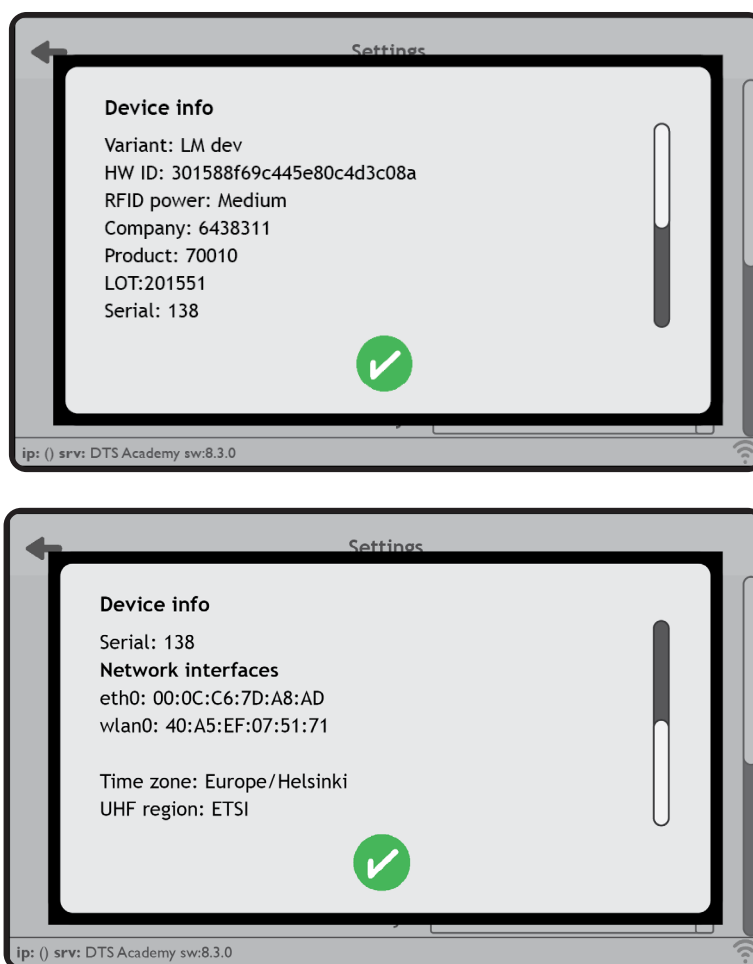 Settings
Device info
Variant: LM dev
HW ID: 301588f69c445e80c4d3c08a
RFID power: Medium
Company: 6438311
Product: 70010
LOT:201551
Serial: 138
ip: () srv: DTS Academy sw:8.3.0
Settings
Device info
Serial: 138
Network interfaces
eth0: 00:0C:C6:7D:A8:AD
wlan0: 40:A5:EF:07:51:71
Time zone: Europe/Helsinki
UHF region: ETSI
ip: () srv: DTS Academy sw:8.3.0